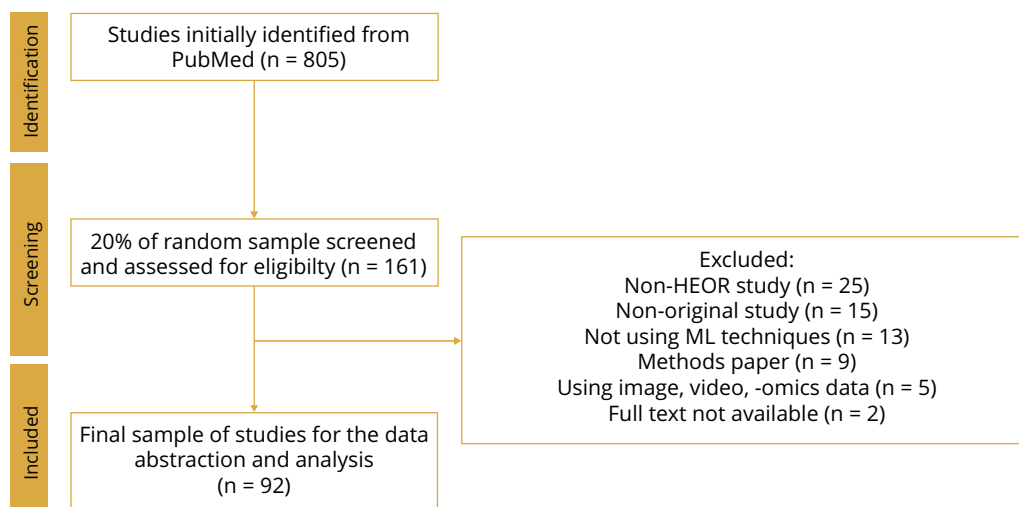 Identification
Studies initially identified from
PubMed (n = 805)
Screening
20% of random sample screened
and assessed for eligibilty (n = 161)
Excluded:
Non-HEOR study (n = 25)
Non-original study (n = 15)
Not using ML techniques (n = 13)
Methods paper (n = 9)
Using image, video, -omics data (n = 5)
Full text not available (n = 2)
Included
Final sample of studies for the data
abstraction and analysis
(n = 92)